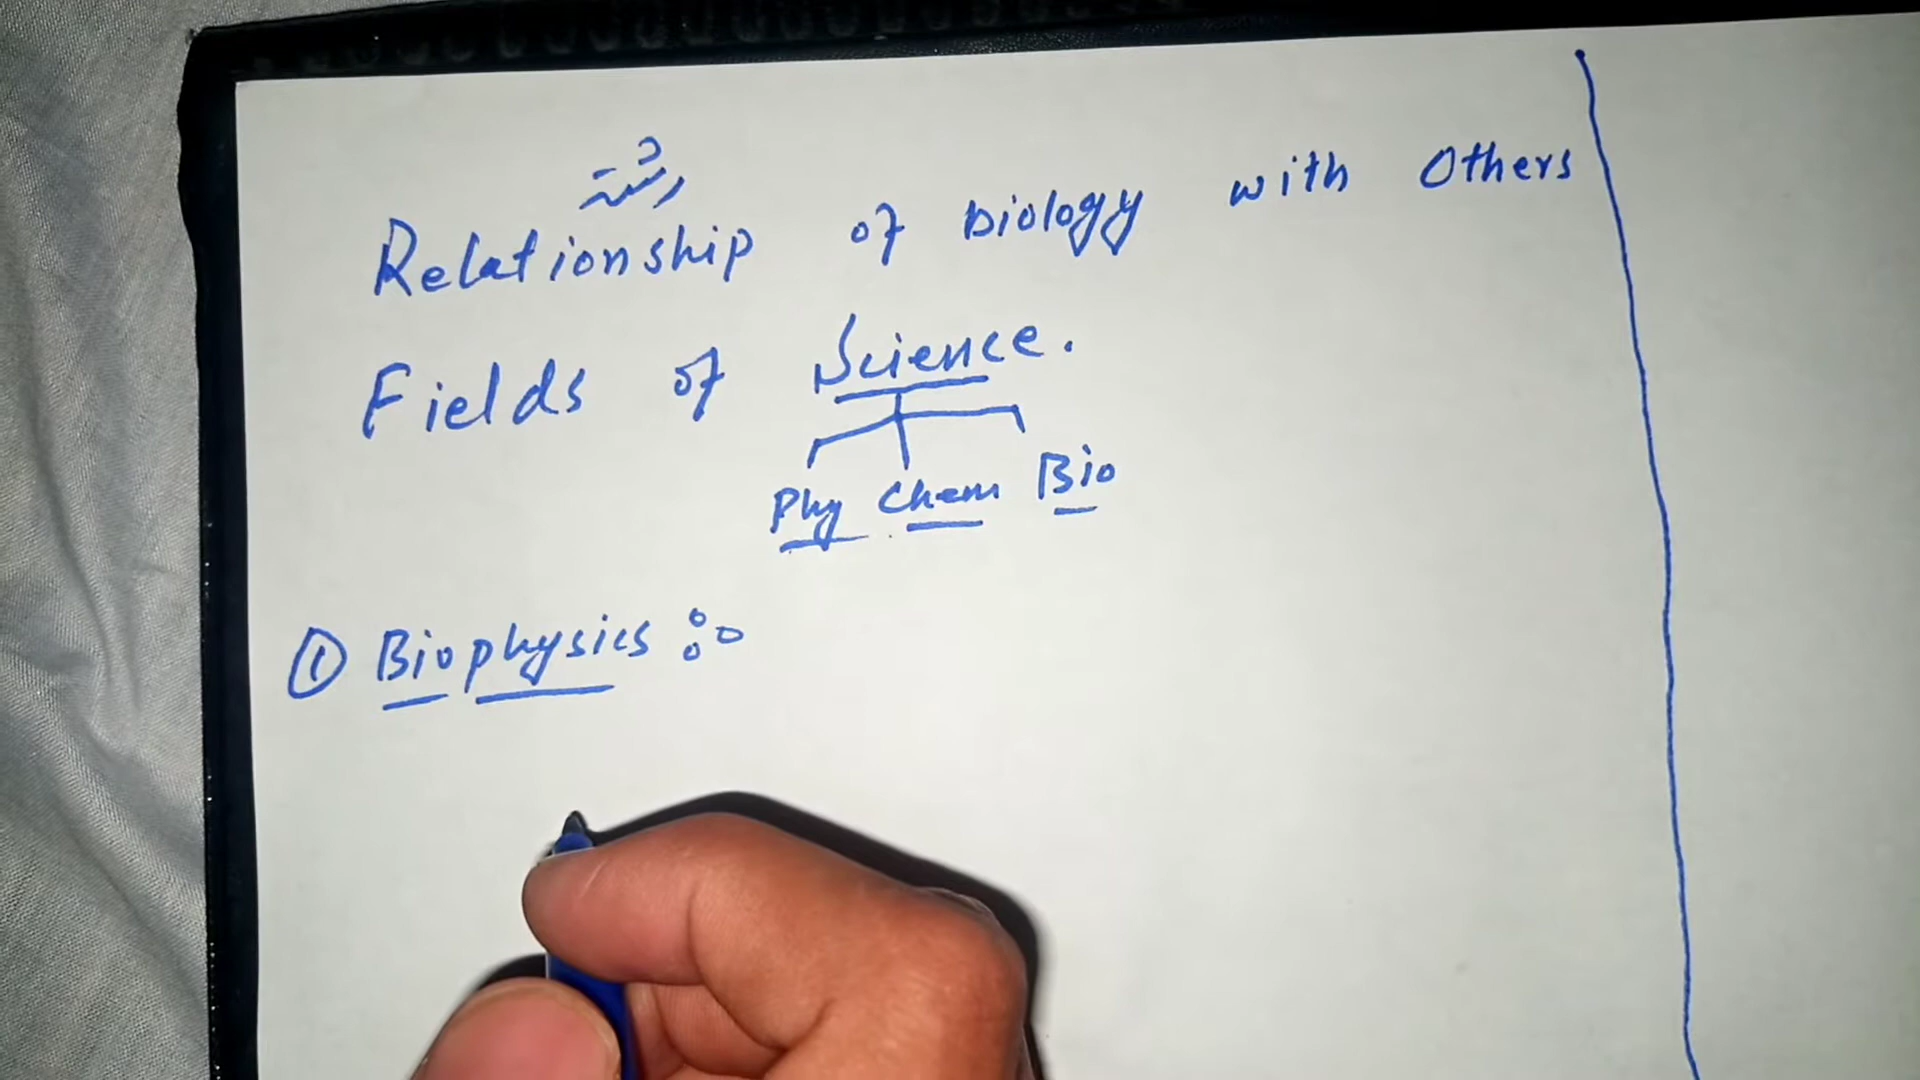 رشتہ
Relationship of Biology with Others
Fields of Science.
Phy Chem Bio
① Biophysics :